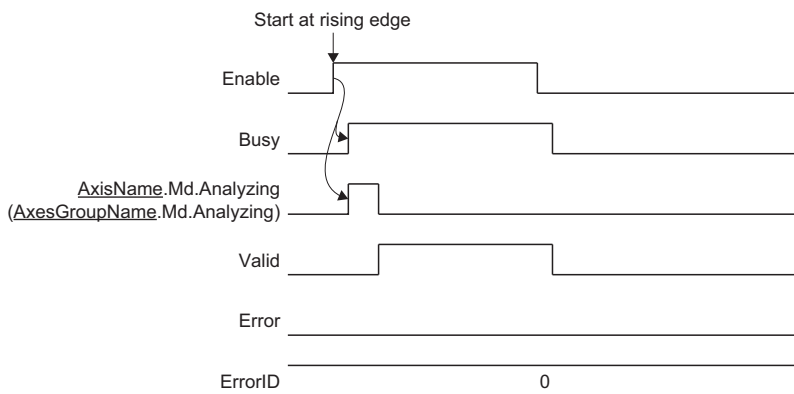 Start at rising edge
Enable
Busy
AxisName.Md.Analyzing
(AxesGroupName.Md.Analyzing)
Valid
Error
ErrorID
0